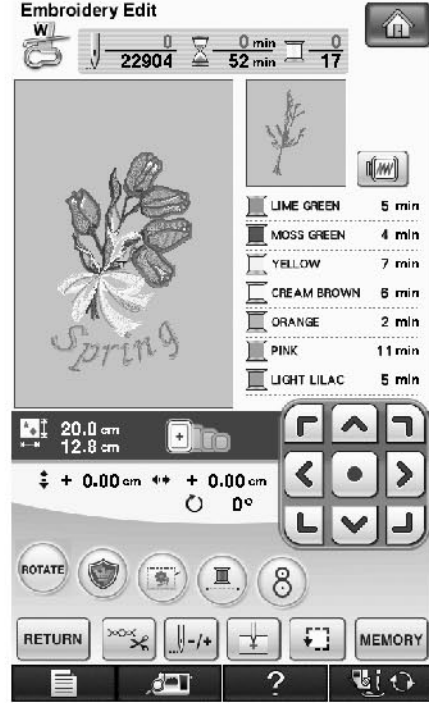 Embroidery Edit
W
0 0 min 0
22904 52 min 17
LIME GREEN 5 min
MOSS GREEN 4 min
YELLOW 7 min
CREAM BROWN 6 min
ORANGE 2 min
PINK 11 min
LIGHT LILAC 5 min
Spring
20.0 cm
12.8 cm
+ 0.00 cm + 0.00 cm
0°
ROTATE
8
RETURN -/+ MEMORY
?